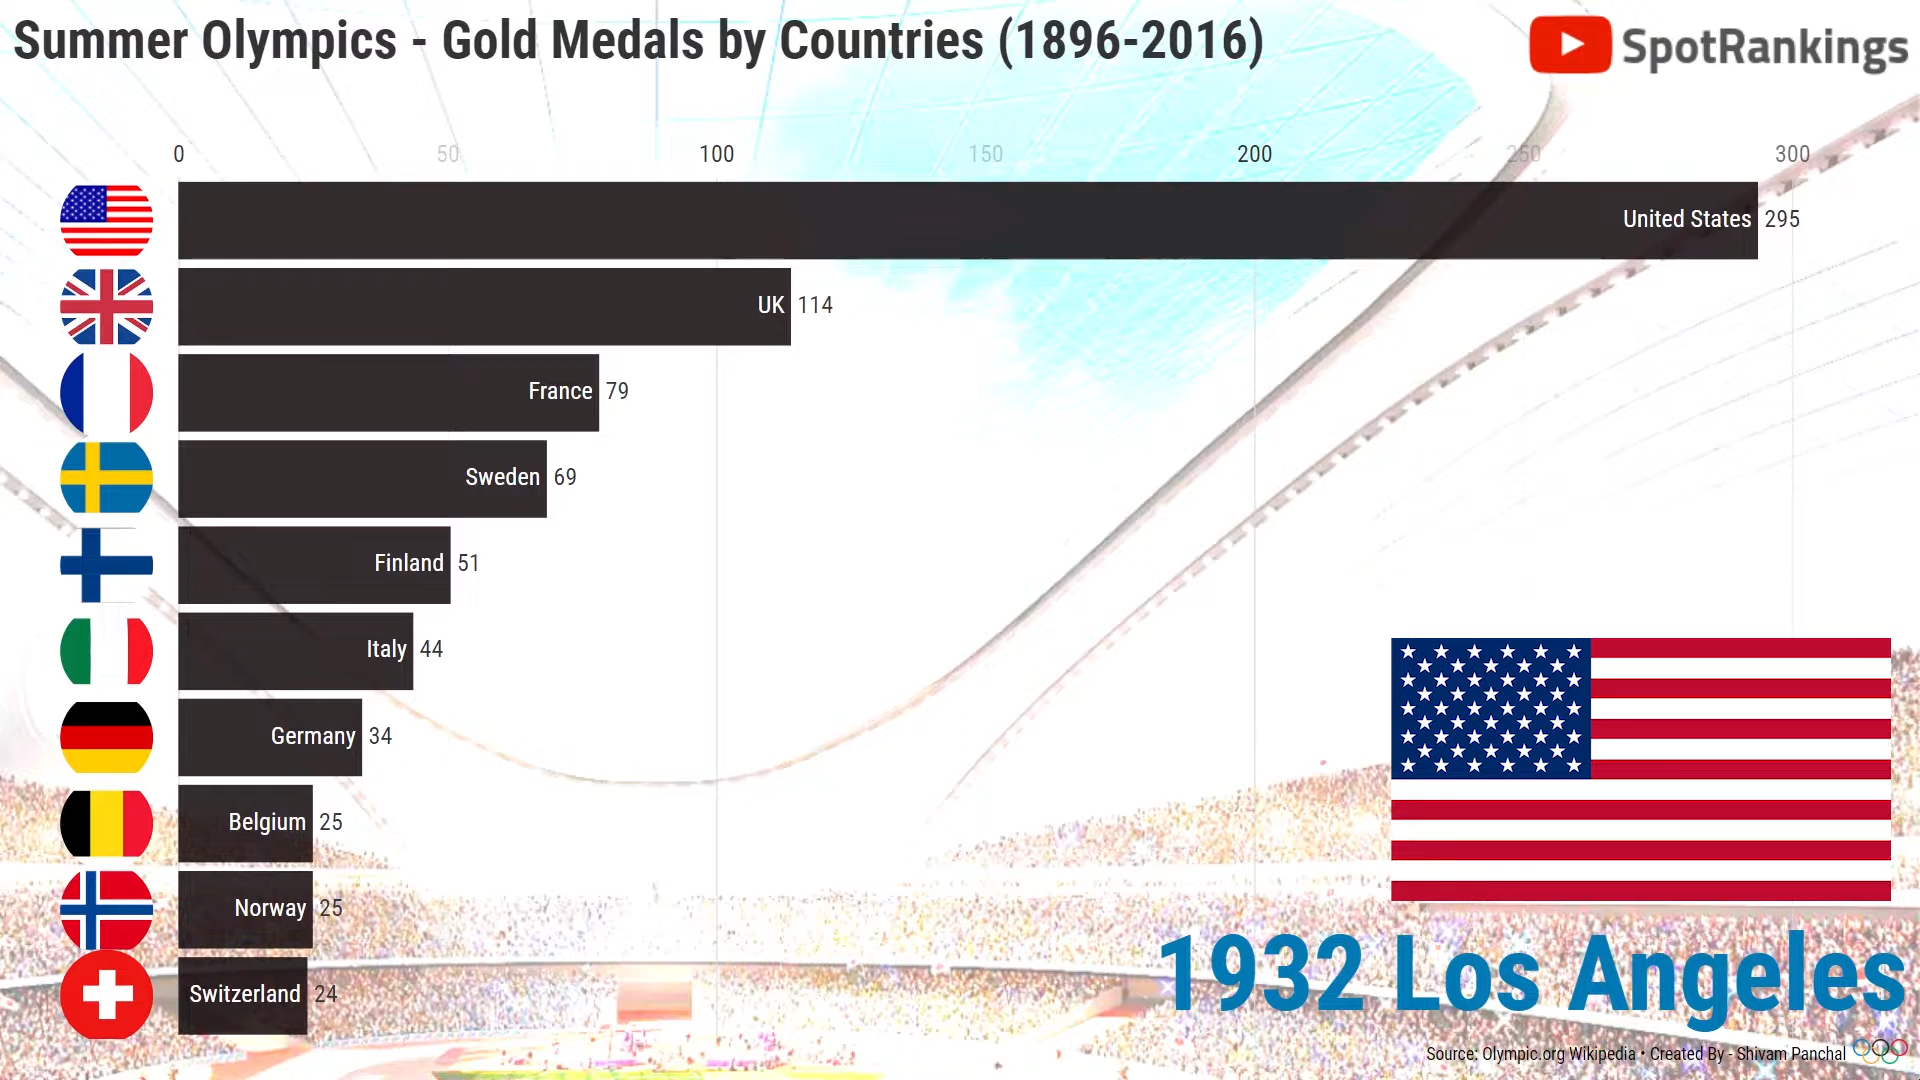 Summer Olympics - Gold Medals by Countries (1896-2016)
SpotRankings
0 50 100 150 200 250 300
United States 295
UK 114
France 79
Sweden 69
Finland 51
Italy 44
Germany 34
Belgium 25
Norway 25
Switzerland 24
1932 Los Angeles
Source: Olympic.org Wikipedia • Created By - Shivam Panchal